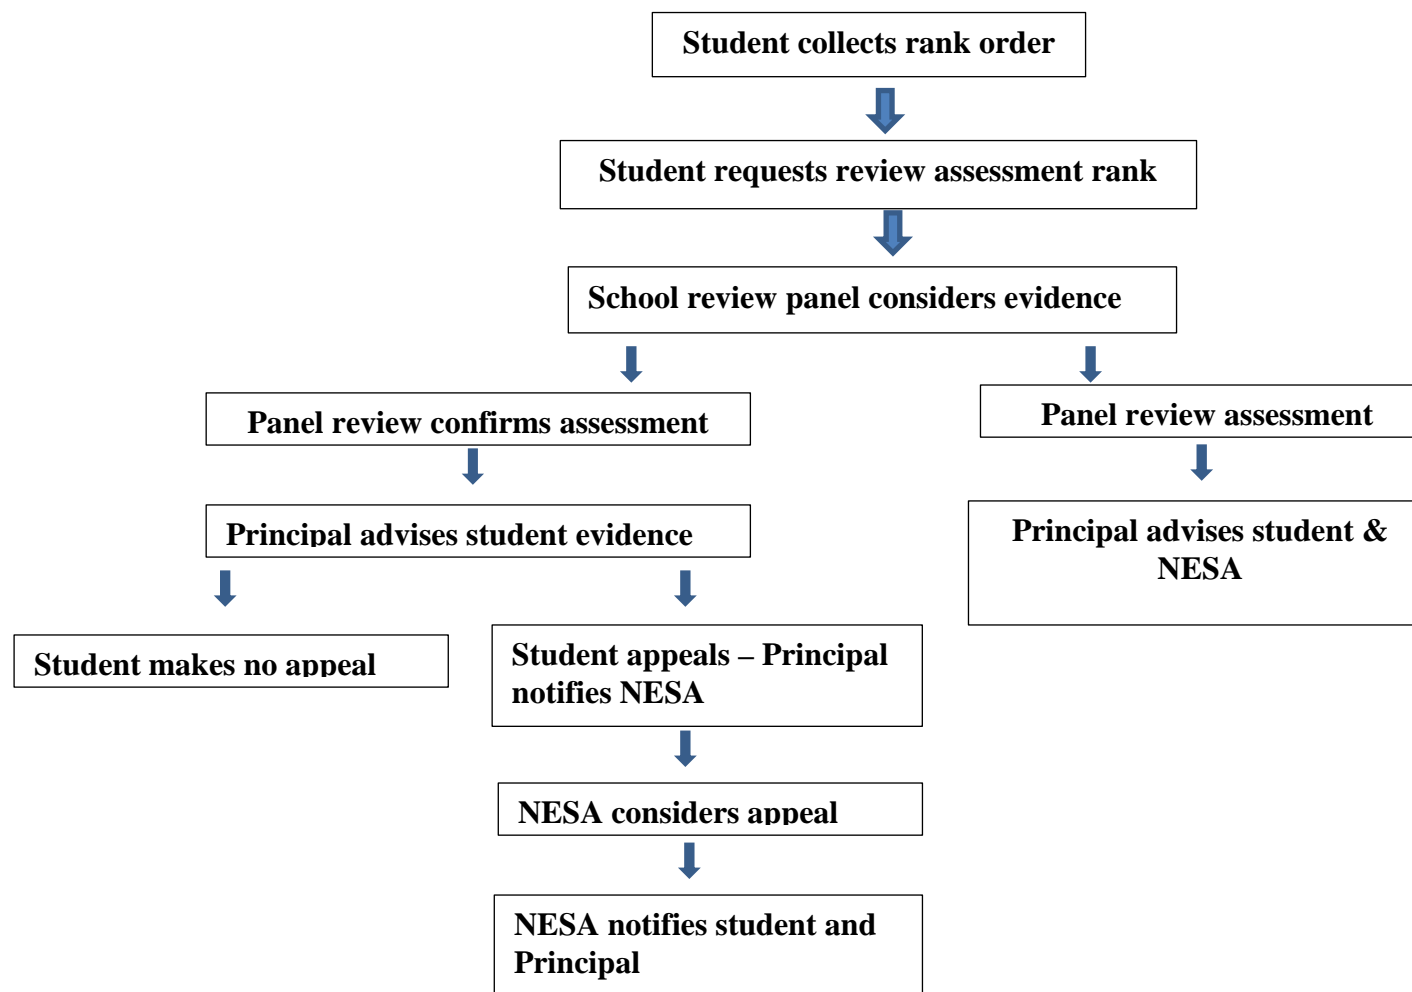 Student collects rank order
Student requests review assessment rank
School review panel considers evidence
Panel review confirms assessment
Panel review assessment
Principal advises student evidence
Principal advises student &
NESA
Student makes no appeal
Student appeals – Principal
notifies NESA
NESA considers appeal
NESA notifies student and
Principal